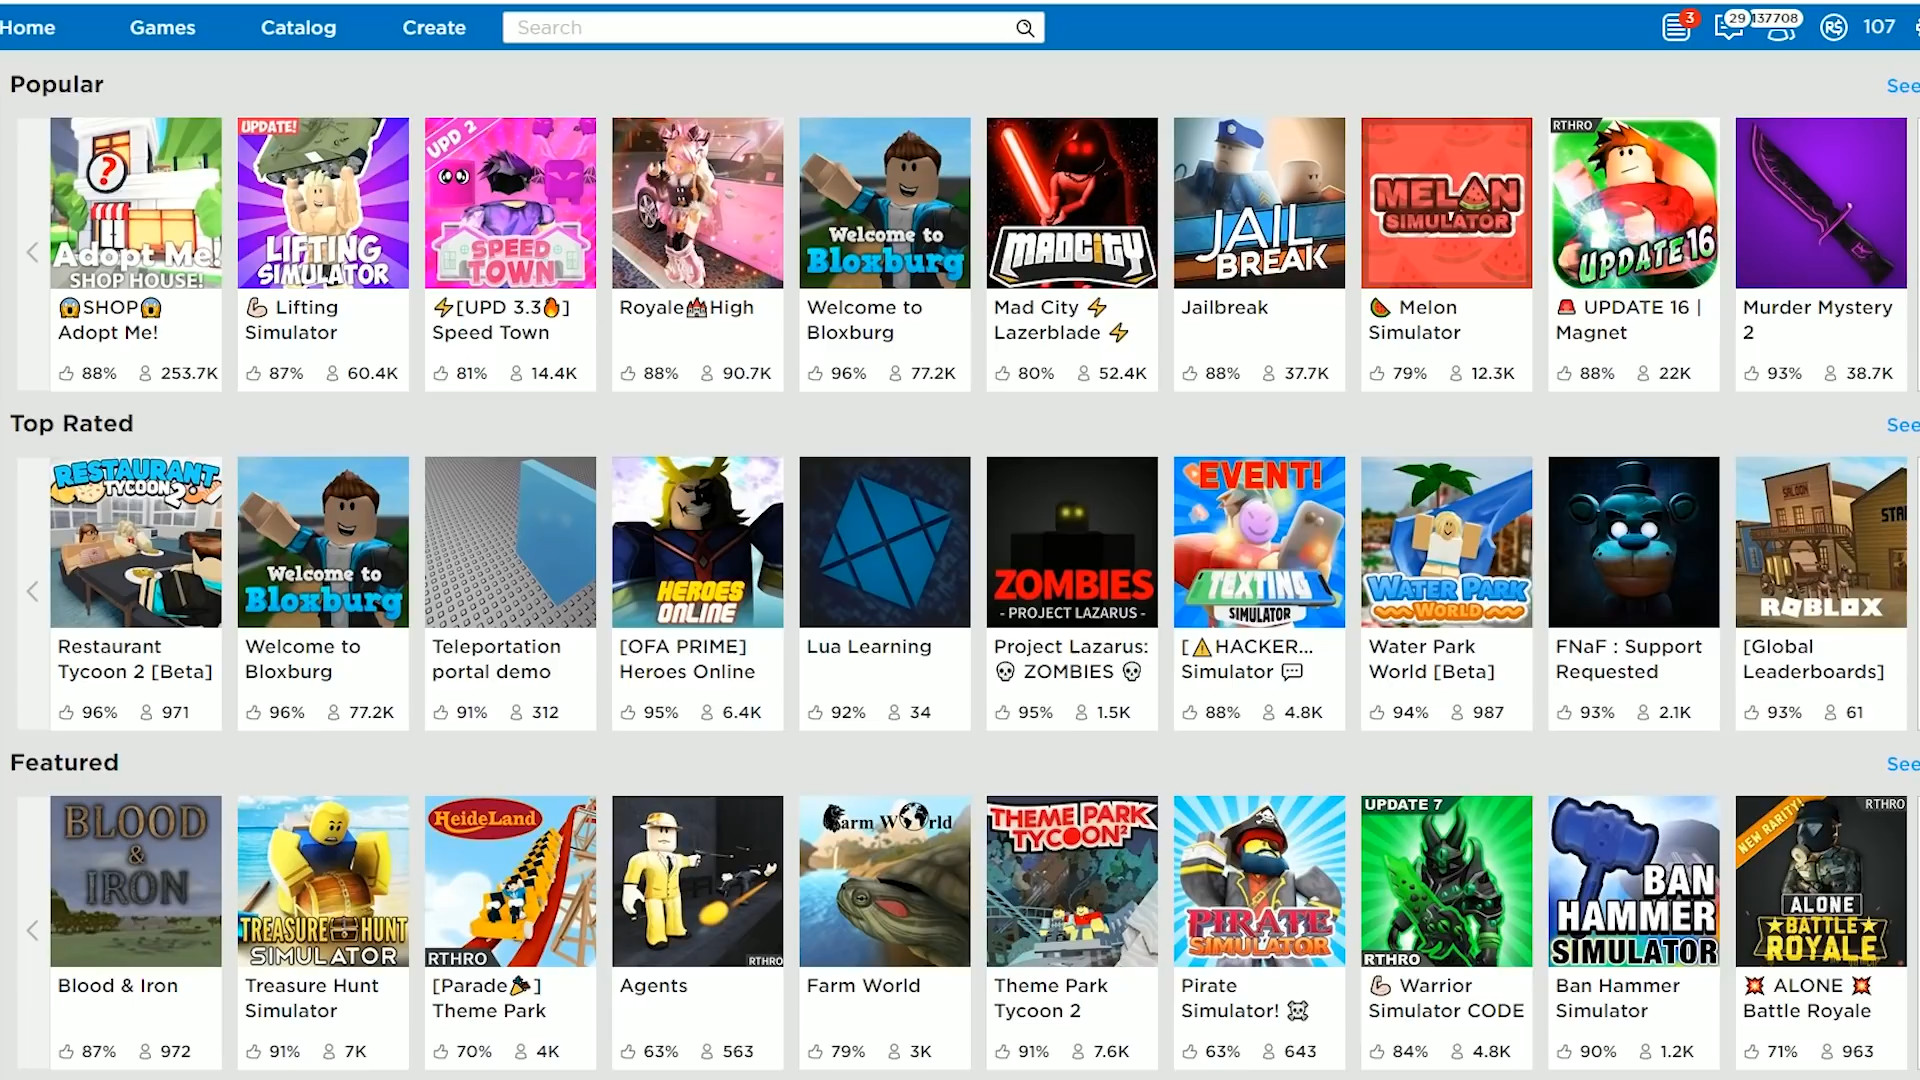 Home Games Catalog Create Search 3 29 137708 R$ 107
Popular See
?
Adopt Me!
SHOP HOUSE!
UPDATE!
LIFTING
SIMULATOR
UPD 2
SPEED
TOWN
Welcome to
Bloxburg
MADCITY
JAIL
BREAK
MELON
SIMULATOR
RTHRO
UPDATE 16
😱SHOP😱
Adopt Me!
💪 Lifting
Simulator
⚡[UPD 3.3🔥]
Speed Town
Royale🏰High
Welcome to
Bloxburg
Mad City ⚡
Lazerblade ⚡
Jailbreak
🍉 Melon
Simulator
🚨 UPDATE 16 |
Magnet
Murder Mystery
2
88% 253.7K
87% 60.4K
81% 14.4K
88% 90.7K
96% 77.2K
80% 52.4K
88% 37.7K
79% 12.3K
88% 22K
93% 38.7K
Top Rated See
RESTAURANT
TYCOON 2
Welcome to
Bloxburg
HEROES
ONLINE
ZOMBIES
- PROJECT LAZARUS -
EVENT!
TEXTING
SIMULATOR
WATER PARK
WORLD
SALOON
STA
ROBLOX
Restaurant
Tycoon 2 [Beta]
Welcome to
Bloxburg
Teleportation
portal demo
[OFA PRIME]
Heroes Online
Lua Learning
Project Lazarus:
💀 ZOMBIES 💀
[⚠️HACKER...
Simulator 💬
Water Park
World [Beta]
FNaF : Support
Requested
[Global
Leaderboards]
96% 971
96% 77.2K
91% 312
95% 6.4K
92% 34
95% 1.5K
88% 4.8K
94% 987
93% 2.1K
93% 61
Featured See
BLOOD
&
IRON
TREASURE HUNT
SIMULATOR
HeideLand
RTHRO
RTHRO
Farm World
THEME PARK
TYCOON2
PIRATE
SIMULATOR
UPDATE 7
RTHRO
BAN
HAMMER
SIMULATOR
NEW RARITY!
RTHRO
ALONE
BATTLE
ROYALE
Blood & Iron
Treasure Hunt
Simulator
[Parade🎉]
Theme Park
Agents
Farm World
Theme Park
Tycoon 2
Pirate
Simulator! ☠️
💪 Warrior
Simulator CODE
Ban Hammer
Simulator
💥 ALONE 💥
Battle Royale
87% 972
91% 7K
70% 4K
63% 563
79% 3K
91% 7.6K
63% 643
84% 4.8K
90% 1.2K
71% 963